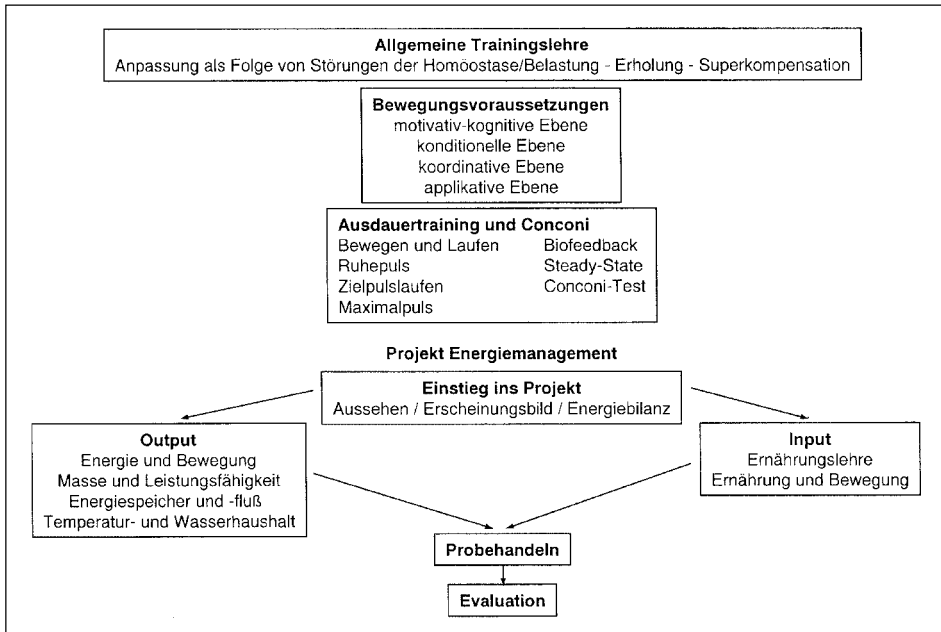 Allgemeine Trainingslehre
Anpassung als Folge von Störungen der Homöostase/Belastung - Erholung - Superkompensation
Bewegungsvoraussetzungen
motivativ-kognitive Ebene
konditionelle Ebene
koordinative Ebene
applikative Ebene
Ausdauertraining und Conconi
Bewegen und Laufen Biofeedback
Ruhepuls Steady-State
Zielpulslaufen Conconi-Test
Maximalpuls
Projekt Energiemanagement
Einstieg ins Projekt
Aussehen / Erscheinungsbild / Energiebilanz
Output
Energie und Bewegung
Masse und Leistungsfähigkeit
Energiespeicher und -fluß
Temperatur- und Wasserhaushalt
Input
Ernährungslehre
Ernährung und Bewegung
Probehandeln
Evaluation